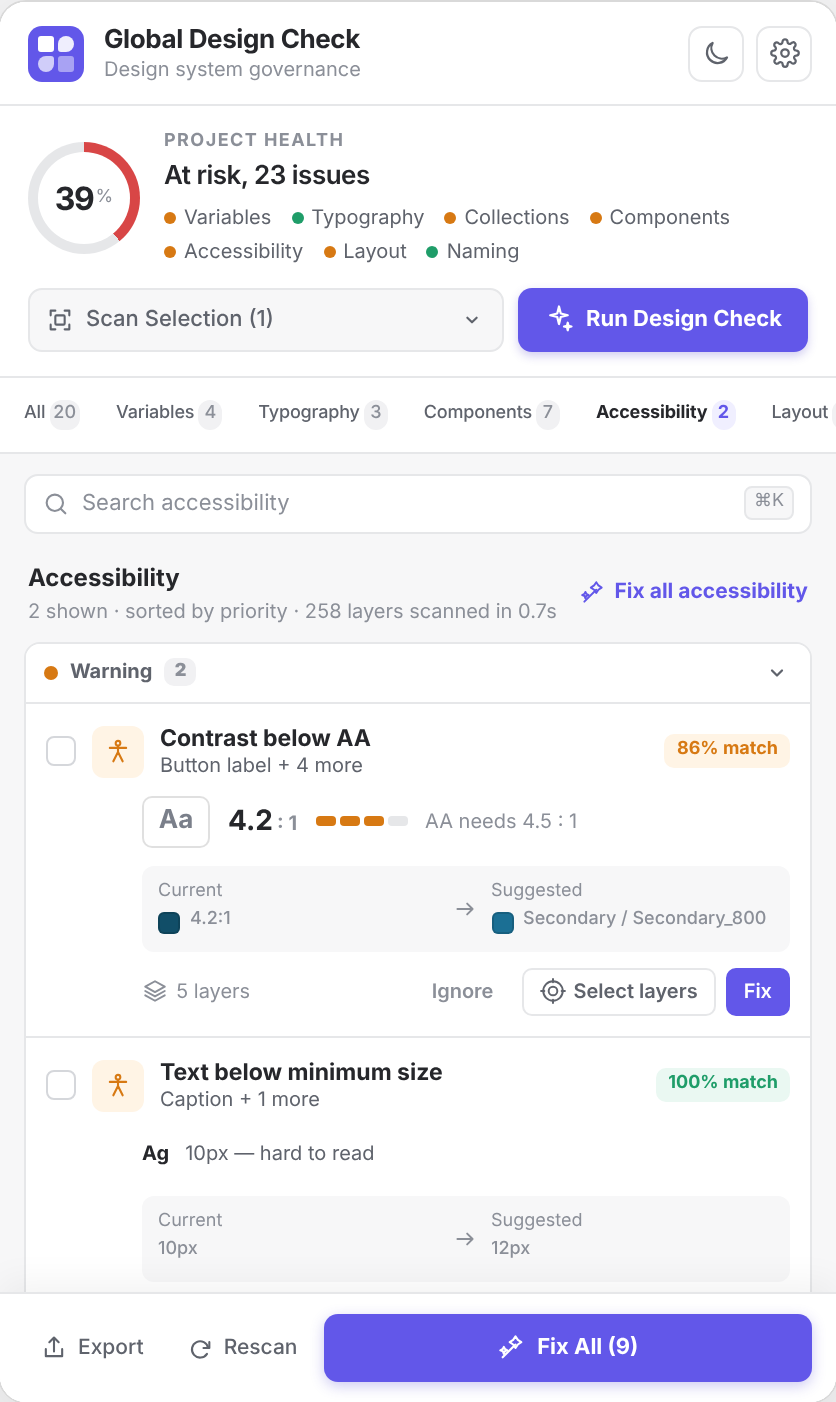 Global Design Check
Design system governance
39%
PROJECT HEALTH
At risk, 23 issues
Variables Typography Collections Components
Accessibility Layout Naming
Scan Selection (1)
Run Design Check
All 20 Variables 4 Typography 3 Components 7 Accessibility 2 Layout
Search accessibility ⌘K
Accessibility
2 shown · sorted by priority · 258 layers scanned in 0.7s
Fix all accessibility
Warning 2
Contrast below AA
Button label + 4 more
86% match
Aa 4.2 : 1 AA needs 4.5 : 1
Current → Suggested
4.2:1 Secondary / Secondary_800
5 layers Ignore Select layers Fix
Text below minimum size
Caption + 1 more
100% match
Ag 10px — hard to read
Current → Suggested
10px 12px
Export Rescan Fix All (9)